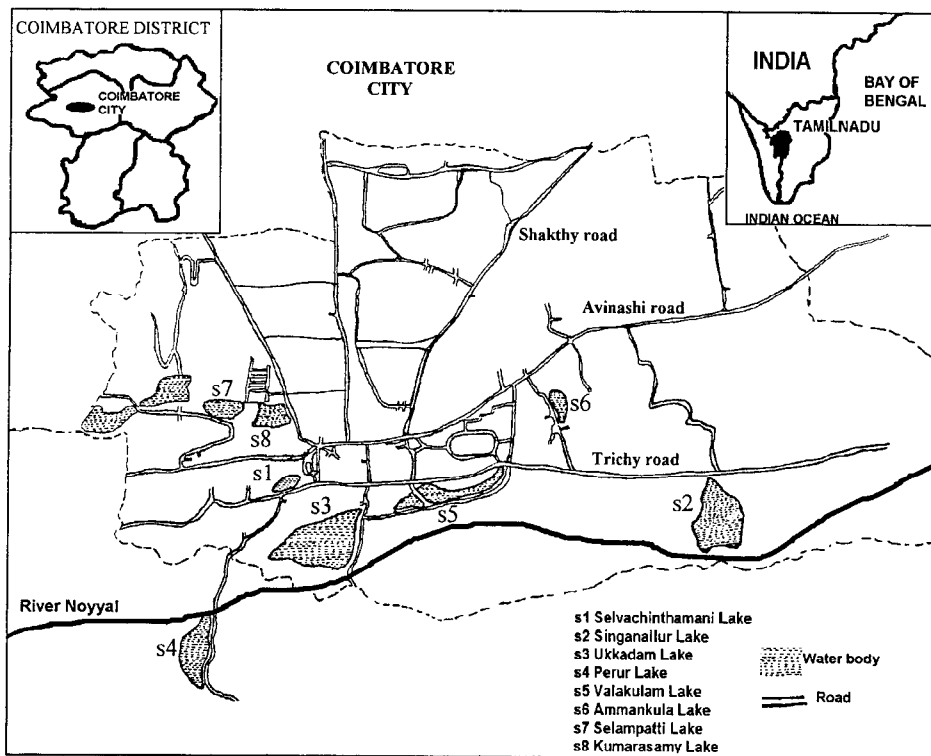 COIMBATORE DISTRICT
COIMBATORE
CITY
COIMBATORE
CITY
INDIA
BAY OF
BENGAL
TAMILNADU
INDIAN OCEAN
Shakthy road
Avinashi road
s7
s6
s8
Trichy road
s1
s3
s5
s2
River Noyyal
s4
s1 Selvachinthamani Lake
s2 Singanallur Lake
s3 Ukkadam Lake
s4 Perur Lake
s5 Valakulam Lake
s6 Ammankula Lake
s7 Selampatti Lake
s8 Kumarasamy Lake
Water body
Road